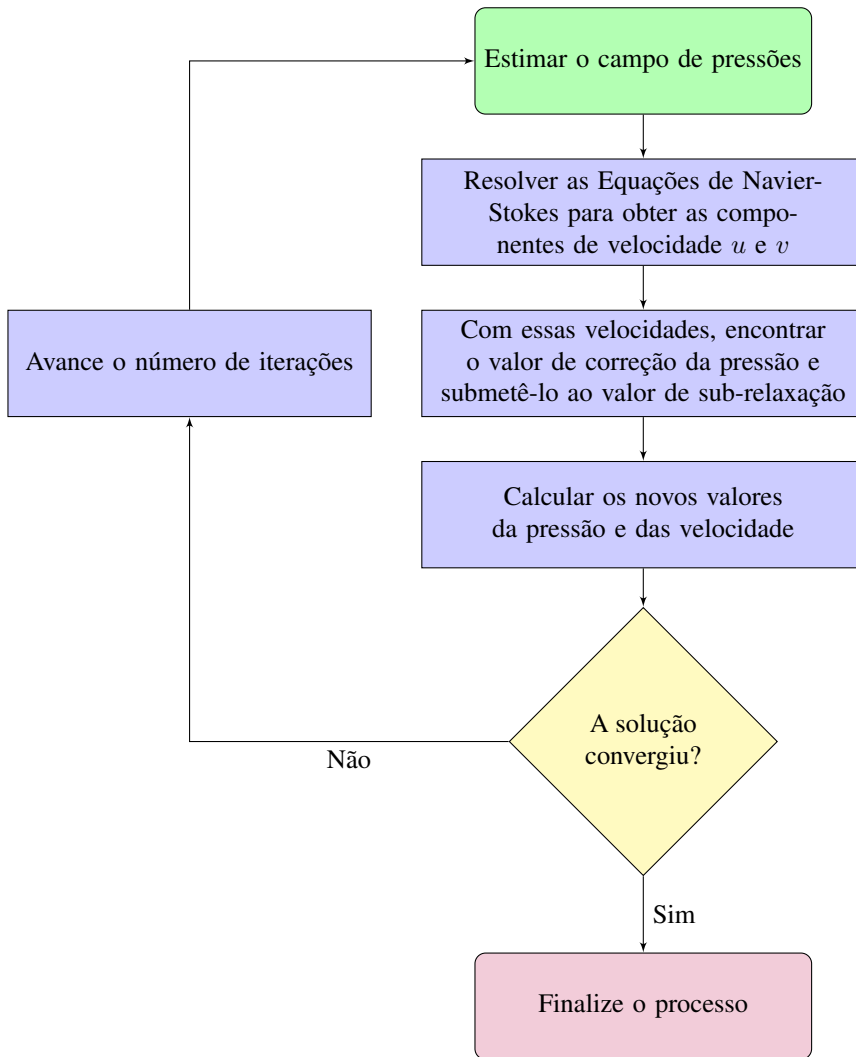 Estimar o campo de pressões
Resolver as Equações de Navier-
Stokes para obter as compo-
nentes de velocidade u e v
Com essas velocidades, encontrar
o valor de correção da pressão e
submetê-lo ao valor de sub-relaxação
Avance o número de iterações
Calcular os novos valores
da pressão e das velocidade
A solução
convergiu?
Não
Sim
Finalize o processo